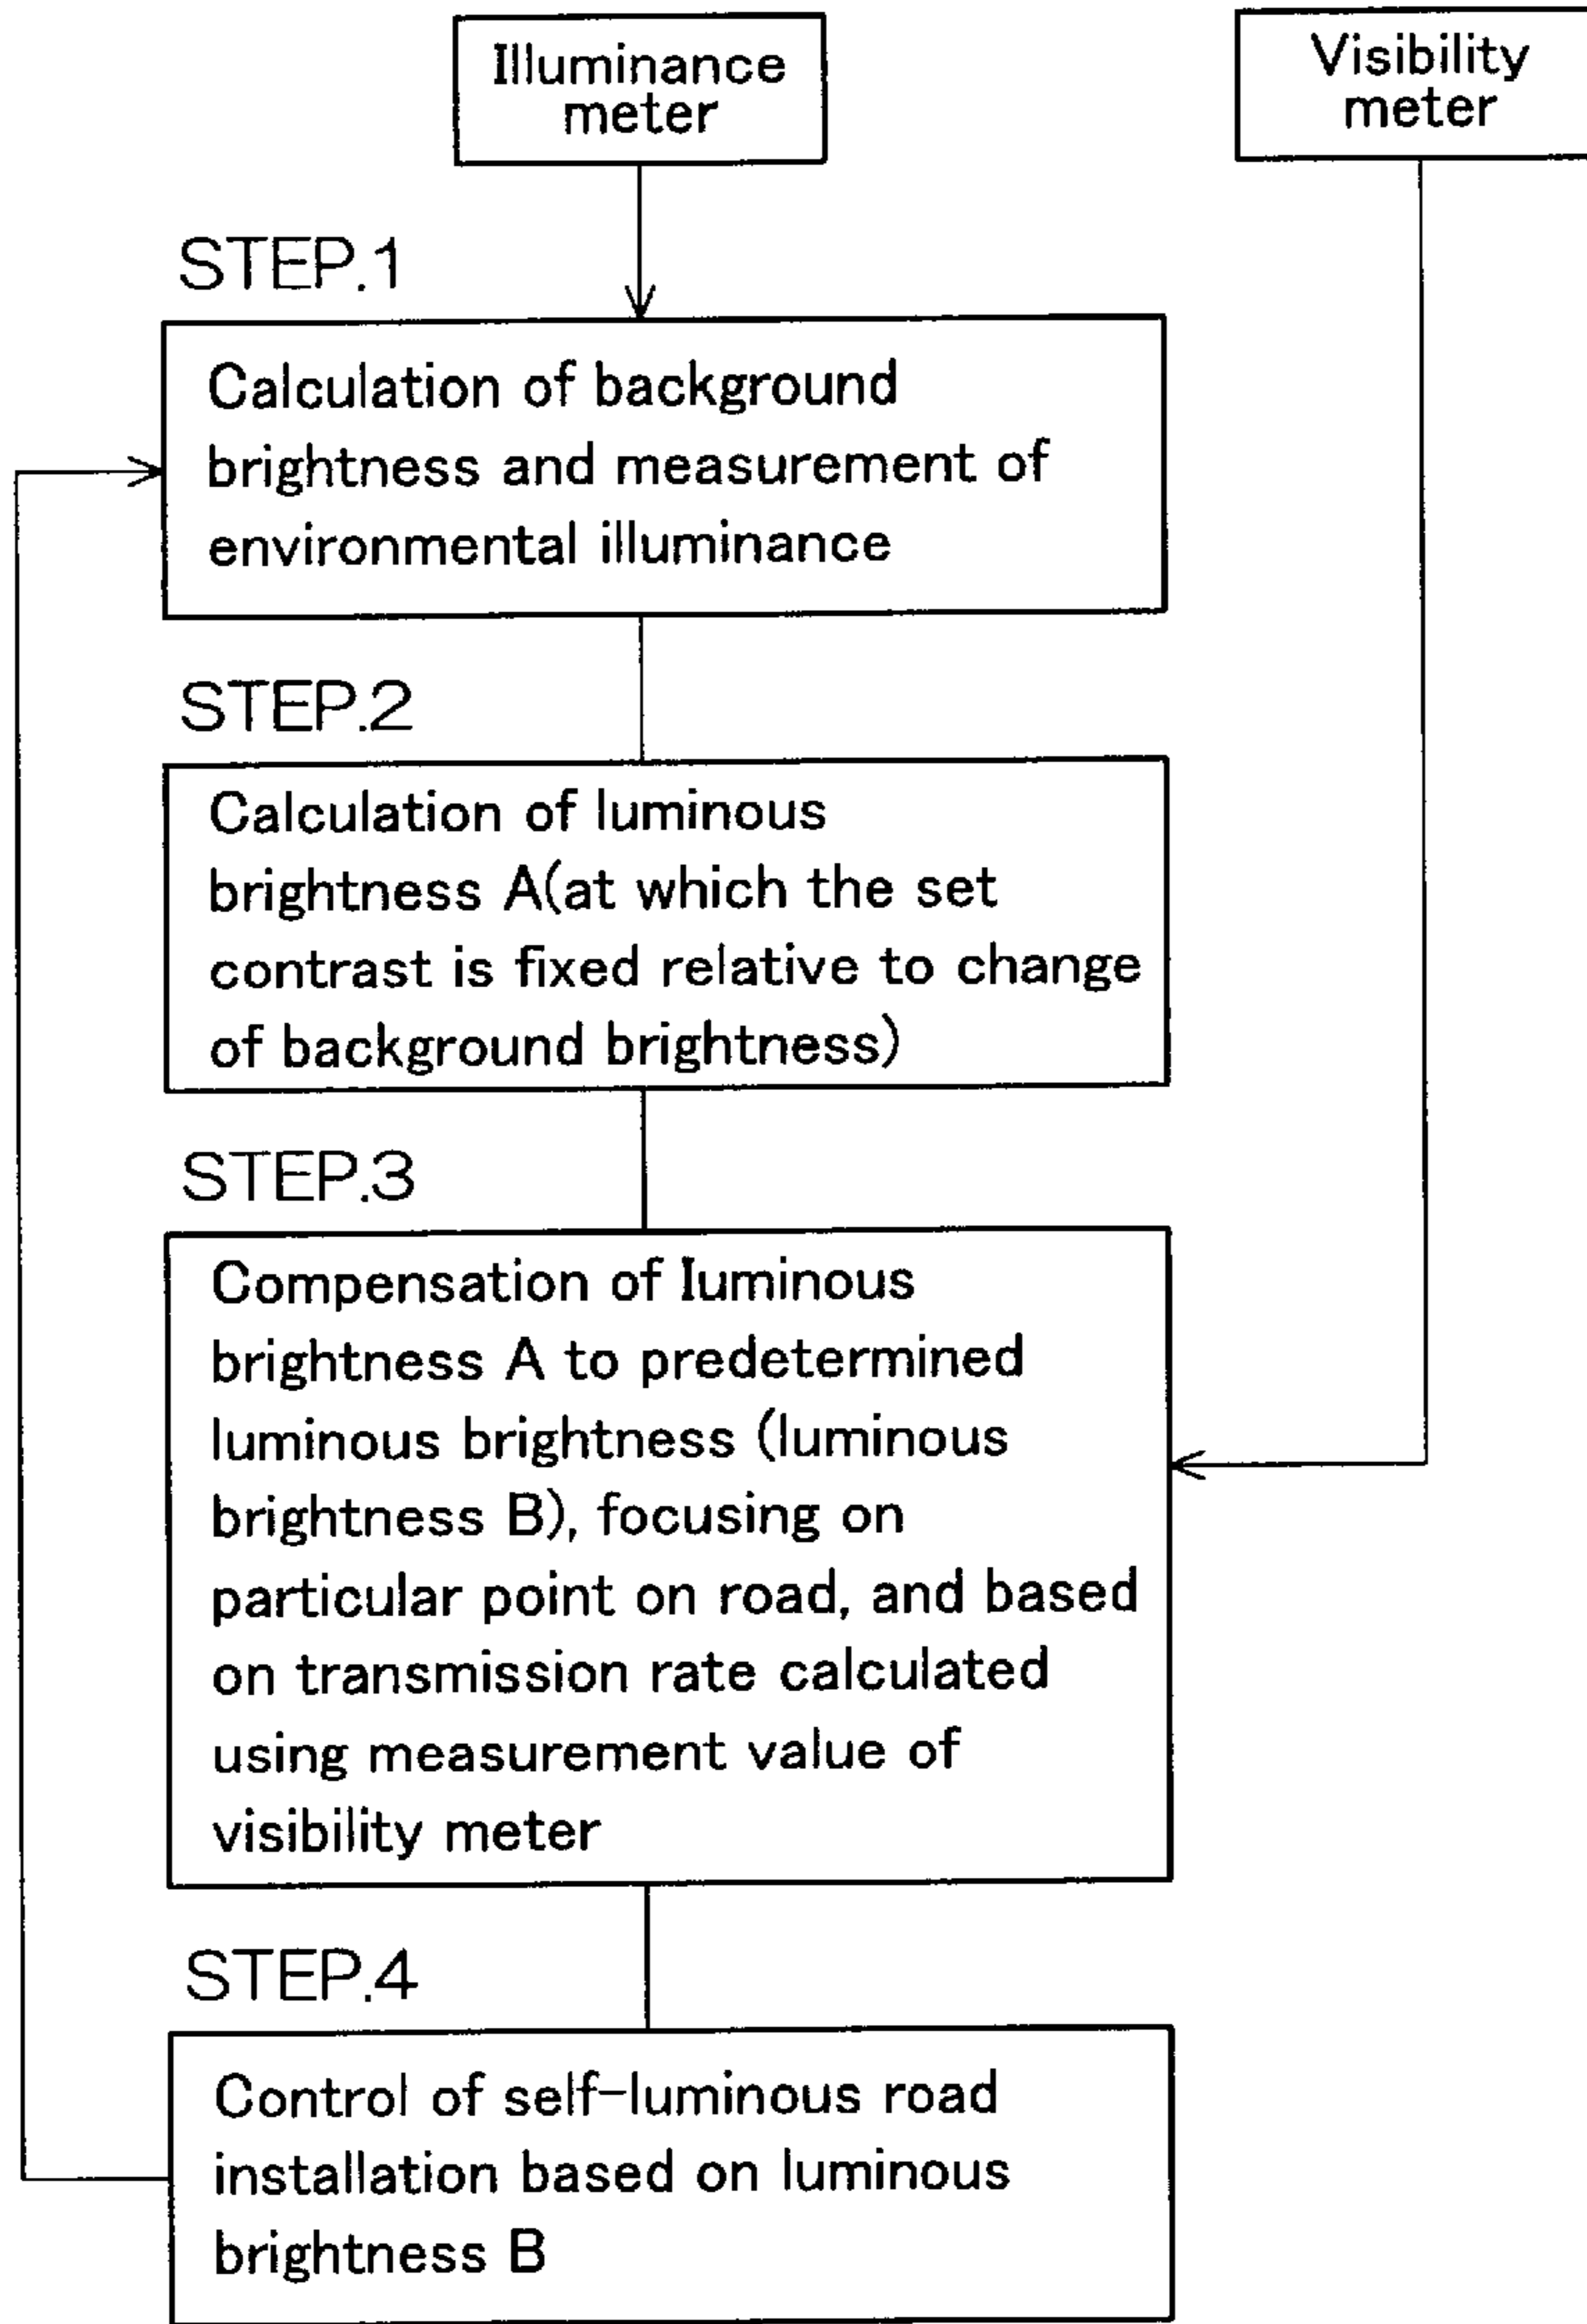 Illuminance
meter
Visibility
meter
STEP.1
Calculation of background
brightness and measurement of
environmental illuminance
STEP.2
Calculation of luminous
brightness A(at which the set
contrast is fixed relative to change
of background brightness)
STEP.3
Compensation of luminous
brightness A to predetermined
luminous brightness (luminous
brightness B), focusing on
particular point on road, and based
on transmission rate calculated
using measurement value of
visibility meter
STEP.4
Control of self-luminous road
installation based on luminous
brightness B